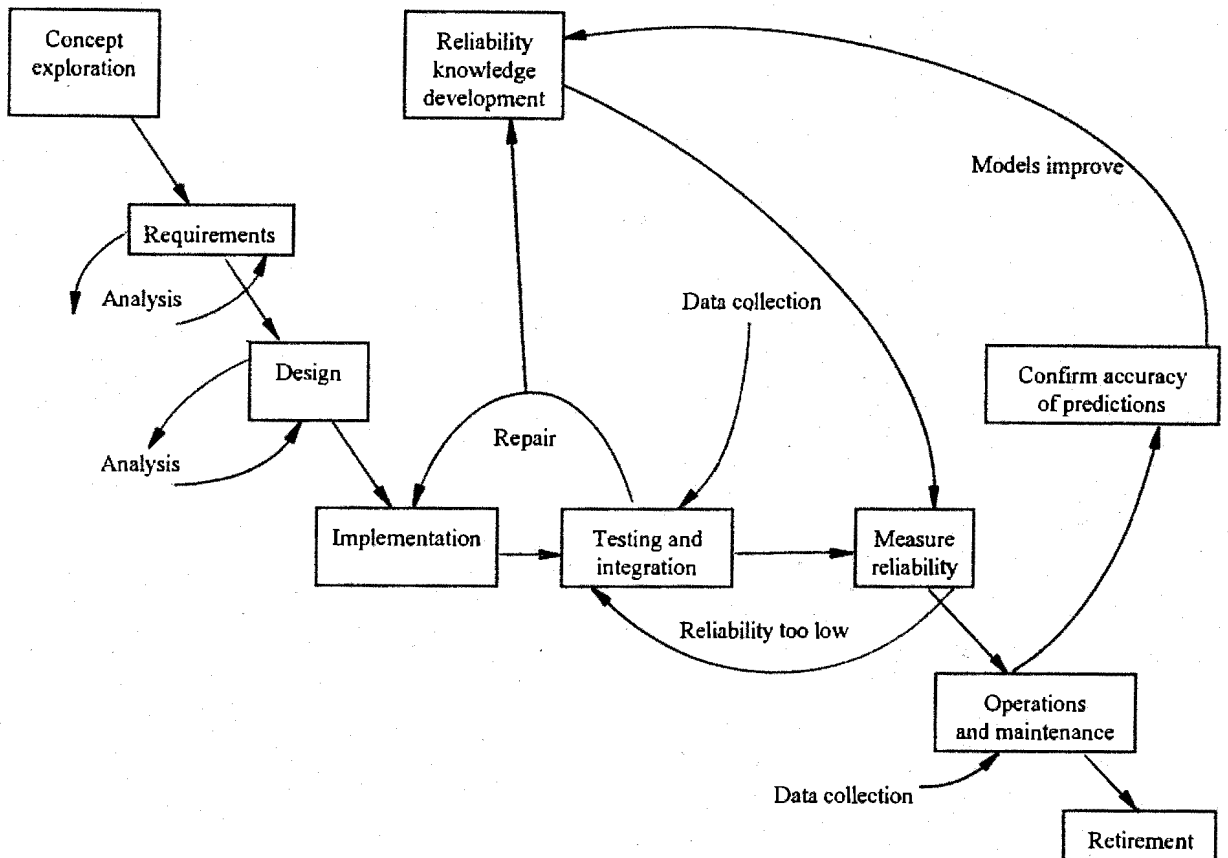 Concept
exploration
Reliability
knowledge
development
Models improve
Requirements
Analysis
Data collection
Design
Confirm accuracy
of predictions
Repair
Analysis
Implementation
Testing and
integration
Measure
reliability
Reliability too low
Operations
and maintenance
Data collection
Retirement